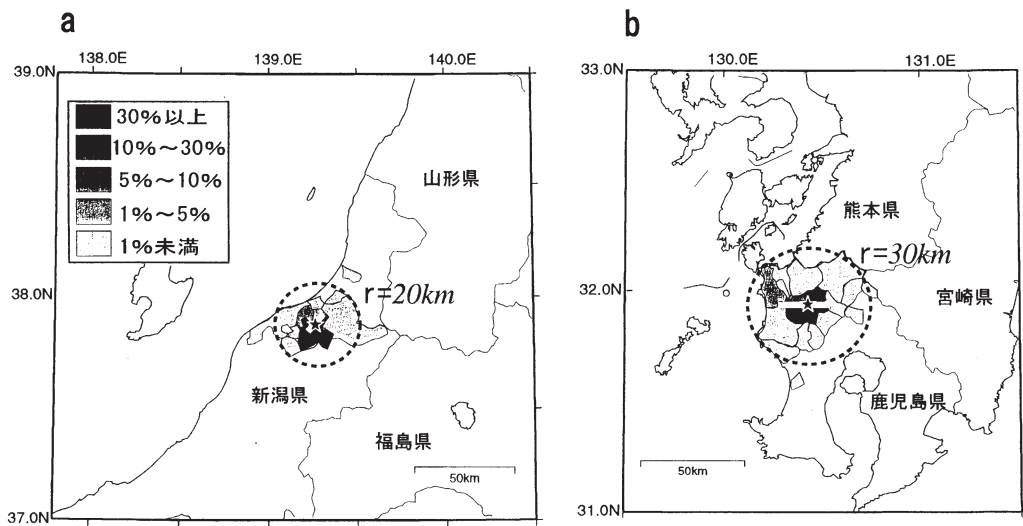 a
138.0E 139.0E 140.0E
39.0N
30%以上
10%〜30%
5%〜10%
1%〜5%
1%未満
山形県
38.0N
r=20km
新潟県
福島県
50km
37.0N
b
130.0E 131.0E
33.0N
熊本県
r=30km
32.0N
宮崎県
鹿児島県
50km
31.0N